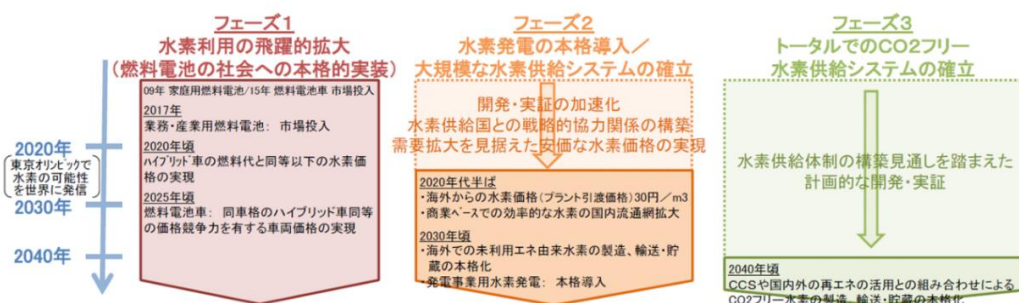 フェーズ1
水素利用の飛躍的拡大
(燃料電池の社会への本格的実装)
09年 家庭用燃料電池/15年 燃料電池車 市場投入
2017年
業務・産業用燃料電池: 市場投入
2020年頃
ハイブリッド車の燃料代と同等以下の水素価
格の実現
2025年頃
燃料電池車: 同車格のハイブリッド車同等
の価格競争力を有する車両価格の実現
2020年
東京オリンピックで
水素の可能性
を世界に発信
2030年
2040年
フェーズ2
水素発電の本格導入/
大規模な水素供給システムの確立
開発・実証の加速化
水素供給国との戦略的協力関係の構築
需要拡大を見据えた安価な水素価格の実現
2020年代半ば
・海外からの水素価格(プラント引渡価格)30円/m3
・商業ベースでの効率的な水素の国内流通網拡大
2030年頃
・海外での未利用エネ由来水素の製造、輸送・貯
蔵の本格化
・発電事業用水素発電: 本格導入
フェーズ3
トータルでのCO2フリー
水素供給システムの確立
水素供給体制の構築見通しを踏まえた
計画的な開発・実証
2040年頃
CCSや国内外の再エネの活用との組み合わせによる
CO2フリー水素の製造、輸送・貯蔵の本格化